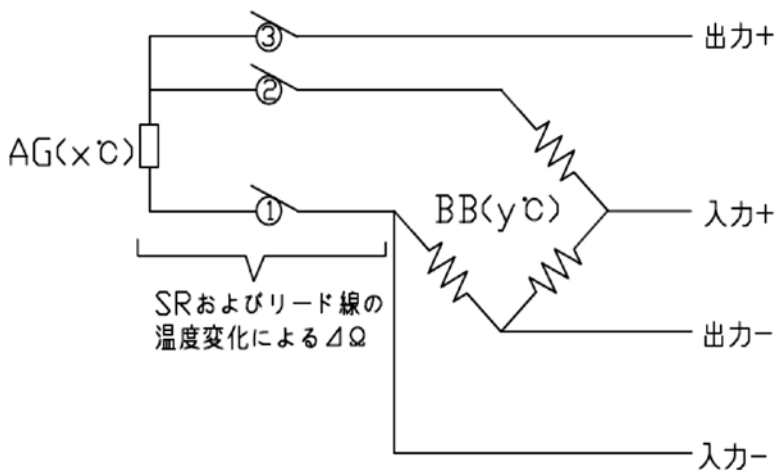 ③
出力+
②
AG(x℃)
①
BB(y℃)
入力+
SRおよびリード線の
温度変化によるΔΩ
出力-
入力-